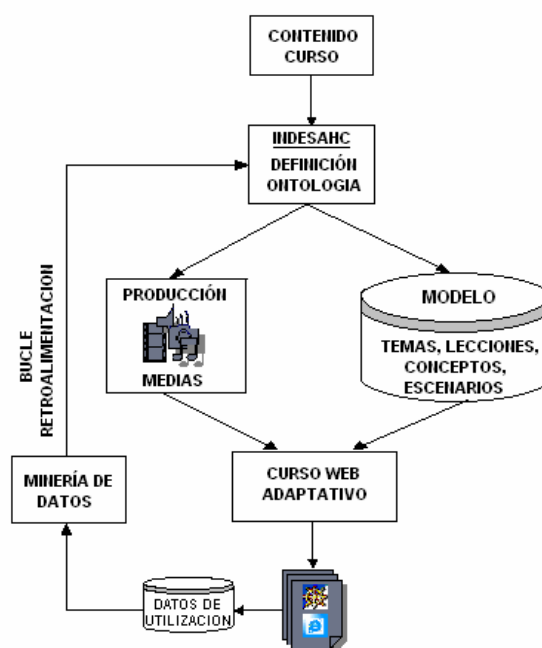 CONTENIDO
CURSO
INDESAHC
DEFINICIÓN
ONTOLOGIA
PRODUCCIÓN
MEDIAS
MODELO
TEMAS, LECCIONES,
CONCEPTOS,
ESCENARIOS
BUCLE
RETROALIMENTACION
MINERÍA DE
DATOS
CURSO WEB
ADAPTATIVO
DATOS DE
UTILIZACION